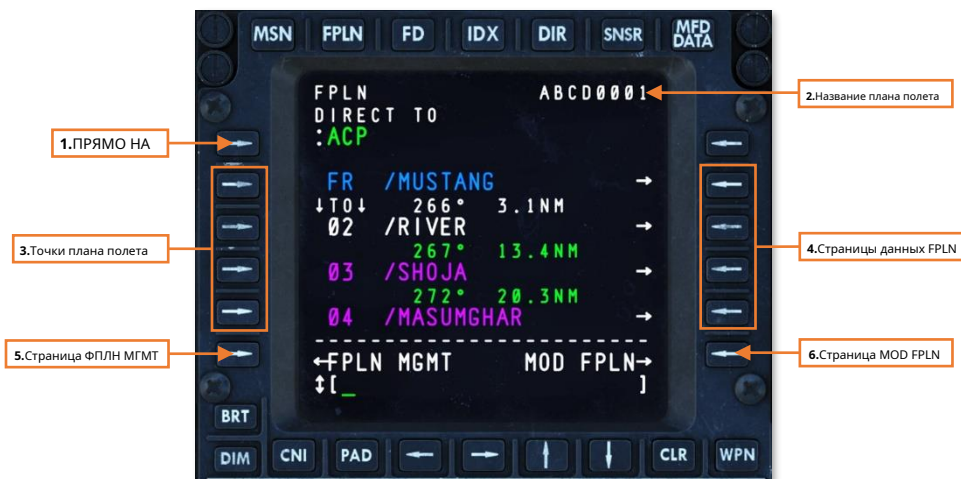 MSN FPLN FD IDX DIR SNSR MFD DATA
FPLN ABCD0001
2.Название плана полета
DIRECT TO
1.ПРЯМО НА
:ACP
FR /MUSTANG →
↓TO↓ 266° 3.1NM
02 /RIVER →
3.Точки плана полета
4.Страницы данных FPLN
267° 13.4NM
03 /SHOJA →
272° 20.3NM
04 /MASUMGHAR →
5.Страница ФПЛН МГМТ
←FPLN MGMT MOD FPLN→
6.Страница MOD FPLN
↕[_ ]
BRT
DIM CNI PAD ← → ↑ ↓ CLR WPN